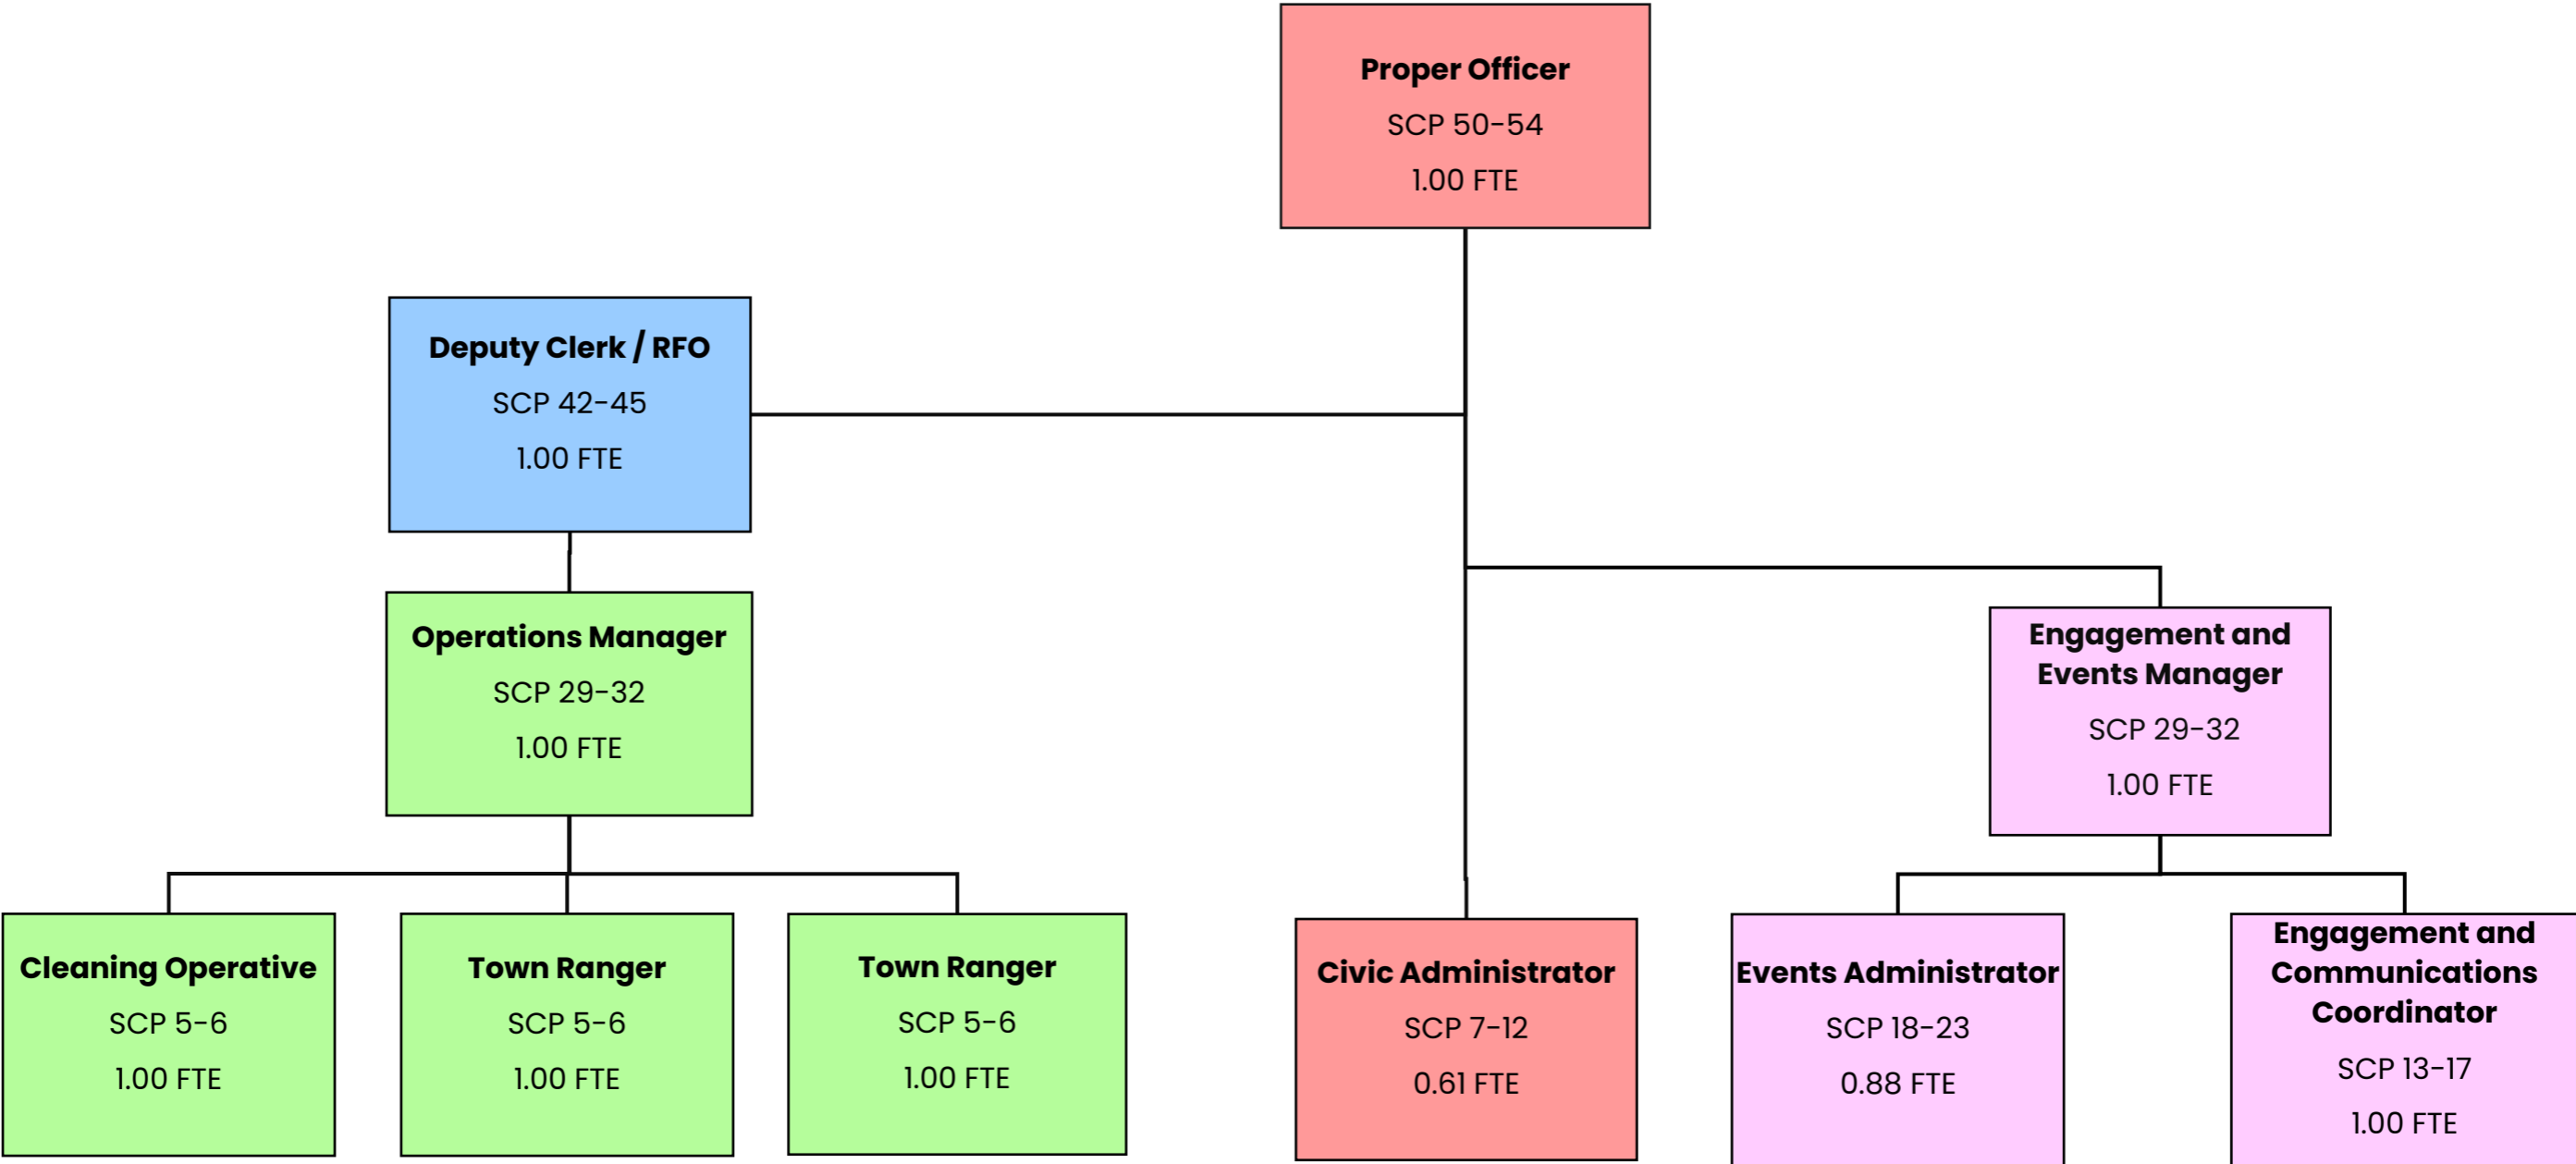 Proper Officer
SCP 50-54
1.00 FTE
Deputy Clerk / RFO
SCP 42-45
1.00 FTE
Operations Manager
SCP 29-32
1.00 FTE
Engagement and
Events Manager
SCP 29-32
1.00 FTE
Cleaning Operative
SCP 5-6
1.00 FTE
Town Ranger
SCP 5-6
1.00 FTE
Town Ranger
SCP 5-6
1.00 FTE
Civic Administrator
SCP 7-12
0.61 FTE
Events Administrator
SCP 18-23
0.88 FTE
Engagement and
Communications
Coordinator
SCP 13-17
1.00 FTE